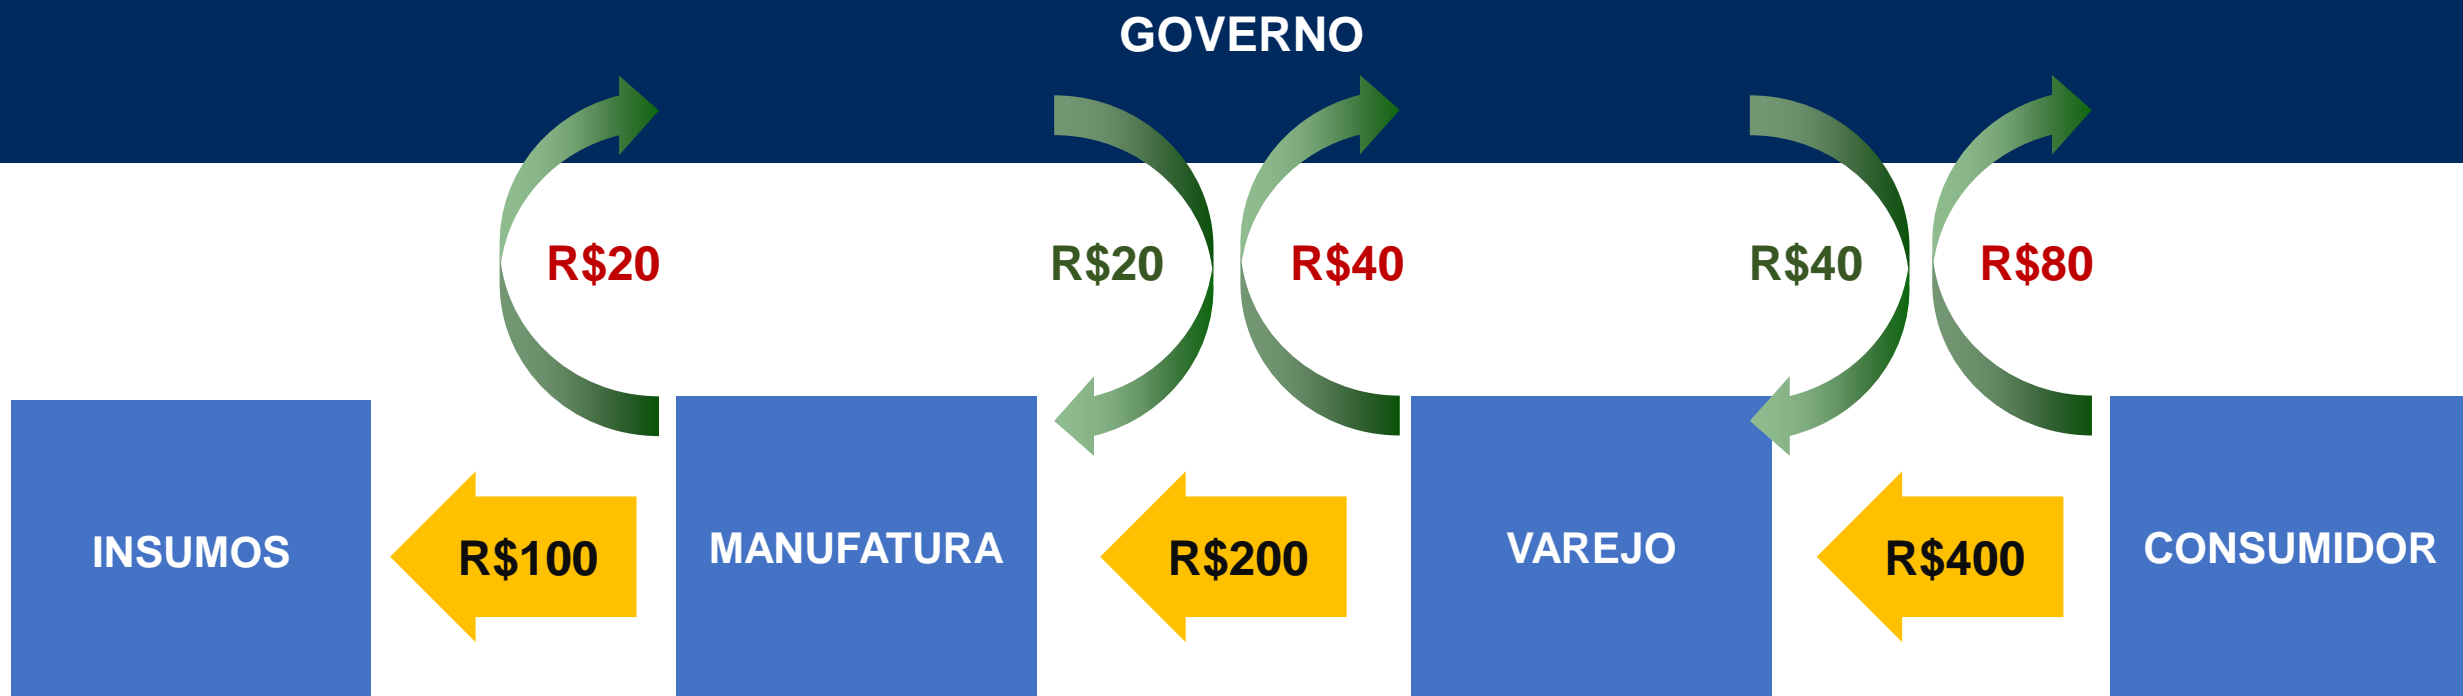 GOVERNO
R$20
R$20
R$40
R$40
R$80
INSUMOS
R$100
MANUFATURA
R$200
VAREJO
R$400
CONSUMIDOR